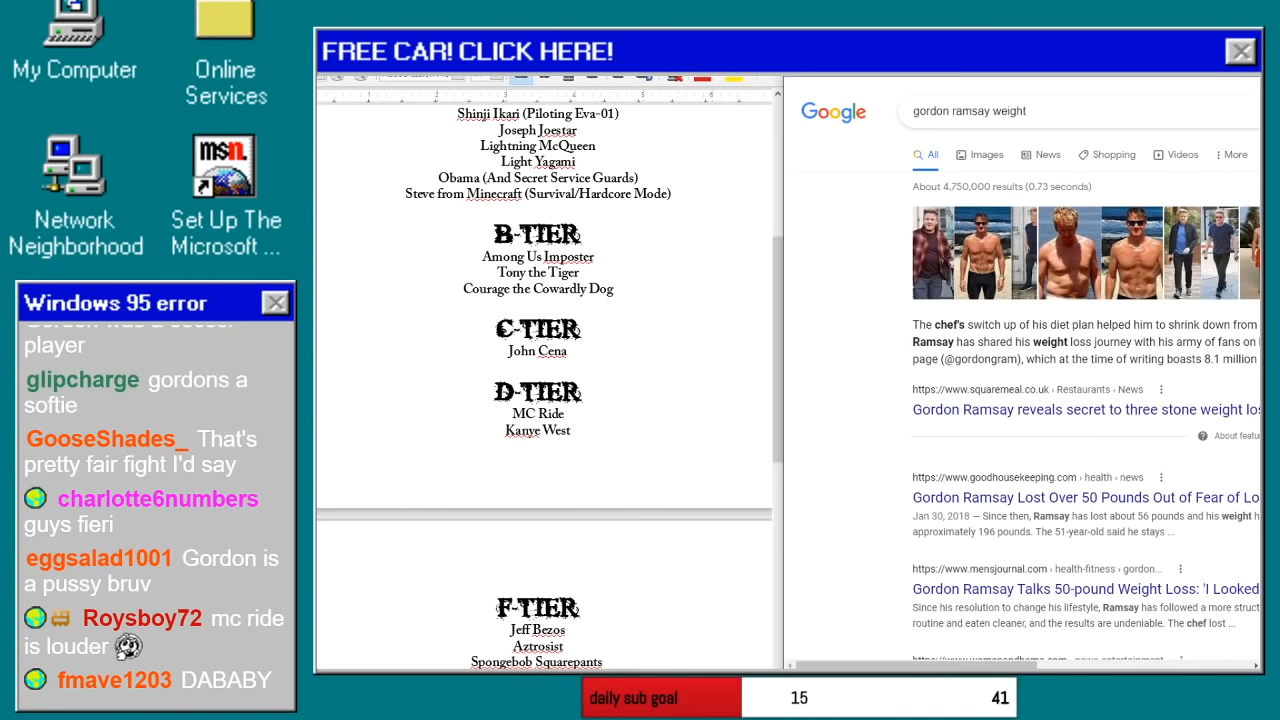 My Computer
Online
Services
Network
Neighborhood
msn.
Set Up The
Microsoft ...
Windows 95 error
player
glipcharge gordons a
softie
GooseShades_ That's
pretty fair fight I'd say
charlotte6numbers
guys fieri
eggsalad1001 Gordon is
a pussy bruv
Roysboy72 mc ride
is louder
fmave1203 DABABY
FREE CAR! CLICK HERE!
1 2 3 4 5 6
Shinji Ikari (Piloting Eva-01)
Joseph Joestar
Lightning McQueen
Light Yagami
Obama (And Secret Service Guards)
Steve from Minecraft (Survival/Hardcore Mode)
B-TIER
Among Us Imposter
Tony the Tiger
Courage the Cowardly Dog
C-TIER
John Cena
D-TIER
MC Ride
Kanye West
F-TIER
Jeff Bezos
Aztrosist
Spongebob Squarepants
Google
gordon ramsay weight
All Images News Shopping Videos More
About 4,750,000 results (0.73 seconds)
The chef's switch up of his diet plan helped him to shrink down from
Ramsay has shared his weight loss journey with his army of fans on
page (@gordongram), which at the time of writing boasts 8.1 million
https://www.squaremeal.co.uk › Restaurants › News
Gordon Ramsay reveals secret to three stone weight los
About featu
https://www.goodhousekeeping.com › health › news
Gordon Ramsay Lost Over 50 Pounds Out of Fear of Lo
Jan 30, 2018 — Since then, Ramsay has lost about 56 pounds and his weight h
approximately 196 pounds. The 51-year-old said he stays ...
https://www.mensjournal.com › health-fitness › gordon...
Gordon Ramsay Talks 50-pound Weight Loss: 'I Looked
Since his resolution to change his lifestyle, Ramsay has followed a more struct
routine and eaten cleaner, and the results are undeniable. The chef lost ...
daily sub goal 15 41